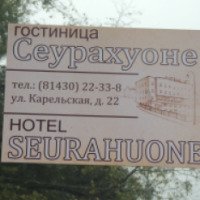 ГОСТИНИЦА
Сеурахуоне
тел.: (81430) 22-33-8
ул. Карельская, д. 22
HOTEL
SEURAHUONE